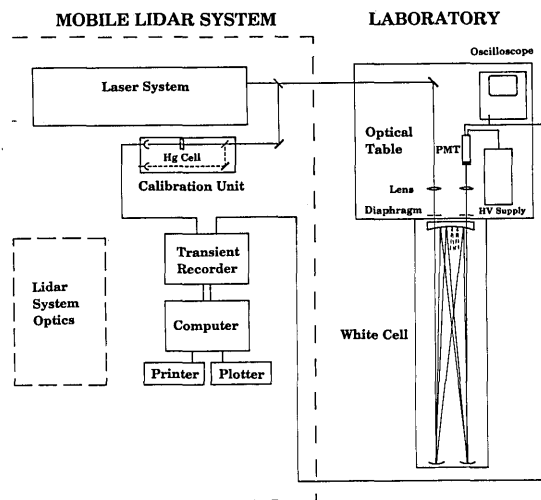 MOBILE LIDAR SYSTEM
LABORATORY
Oscilloscope
Laser System
Optical
Table
PMT
Hg Cell
Calibration Unit
Lens
Diaphragm
HV Supply
Transient
Recorder
Lidar
System
Optics
Computer
White Cell
Printer
Plotter